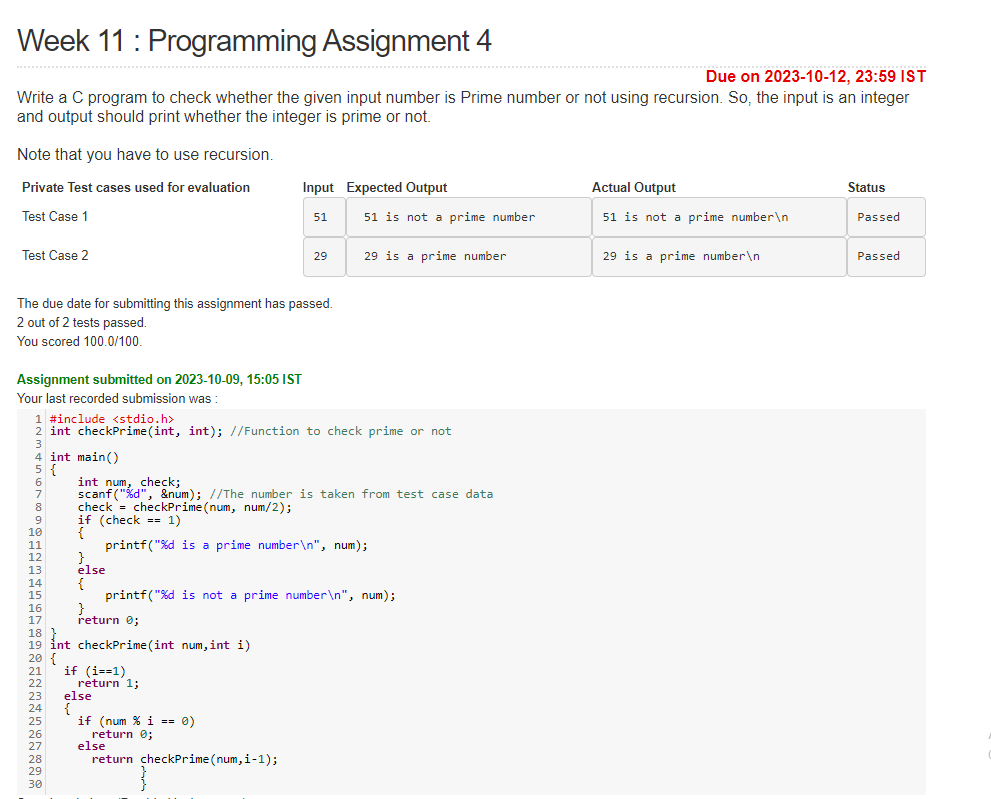 Week 11 : Programming Assignment 4
Due on 2023-10-12, 23:59 IST
Write a C program to check whether the given input number is Prime number or not using recursion. So, the input is an integer
and output should print whether the integer is prime or not.
Note that you have to use recursion.
Private Test cases used for evaluation Input Expected Output Actual Output Status
Test Case 1 51 51 is not a prime number 51 is not a prime number\n Passed
Test Case 2 29 29 is a prime number 29 is a prime number\n Passed
The due date for submitting this assignment has passed.
2 out of 2 tests passed.
You scored 100.0/100.
Assignment submitted on 2023-10-09, 15:05 IST
Your last recorded submission was :
1 #include <stdio.h>
2 int checkPrime(int, int); //Function to check prime or not
3
4 int main()
5 {
6     int num, check;
7     scanf("%d", &num); //The number is taken from test case data
8     check = checkPrime(num, num/2);
9     if (check == 1)
10     {
11         printf("%d is a prime number\n", num);
12     }
13     else
14     {
15         printf("%d is not a prime number\n", num);
16     }
17     return 0;
18 }
19 int checkPrime(int num,int i)
20 {
21   if (i==1)
22     return 1;
23   else
24   {
25     if (num % i == 0)
26       return 0;
27     else
28       return checkPrime(num,i-1);
29              }
30              }